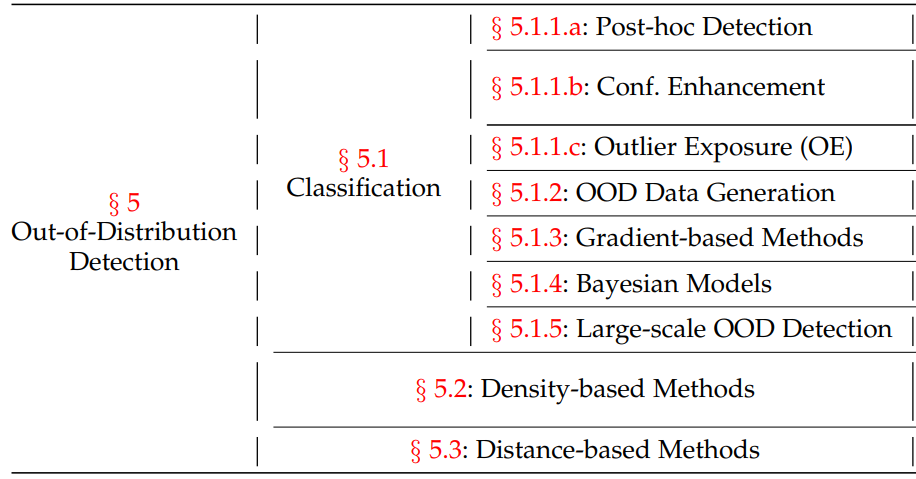 § 5
Out-of-Distribution
Detection
§ 5.1
Classification
§ 5.1.1.a: Post-hoc Detection
§ 5.1.1.b: Conf. Enhancement
§ 5.1.1.c: Outlier Exposure (OE)
§ 5.1.2: OOD Data Generation
§ 5.1.3: Gradient-based Methods
§ 5.1.4: Bayesian Models
§ 5.1.5: Large-scale OOD Detection
§ 5.2: Density-based Methods
§ 5.3: Distance-based Methods